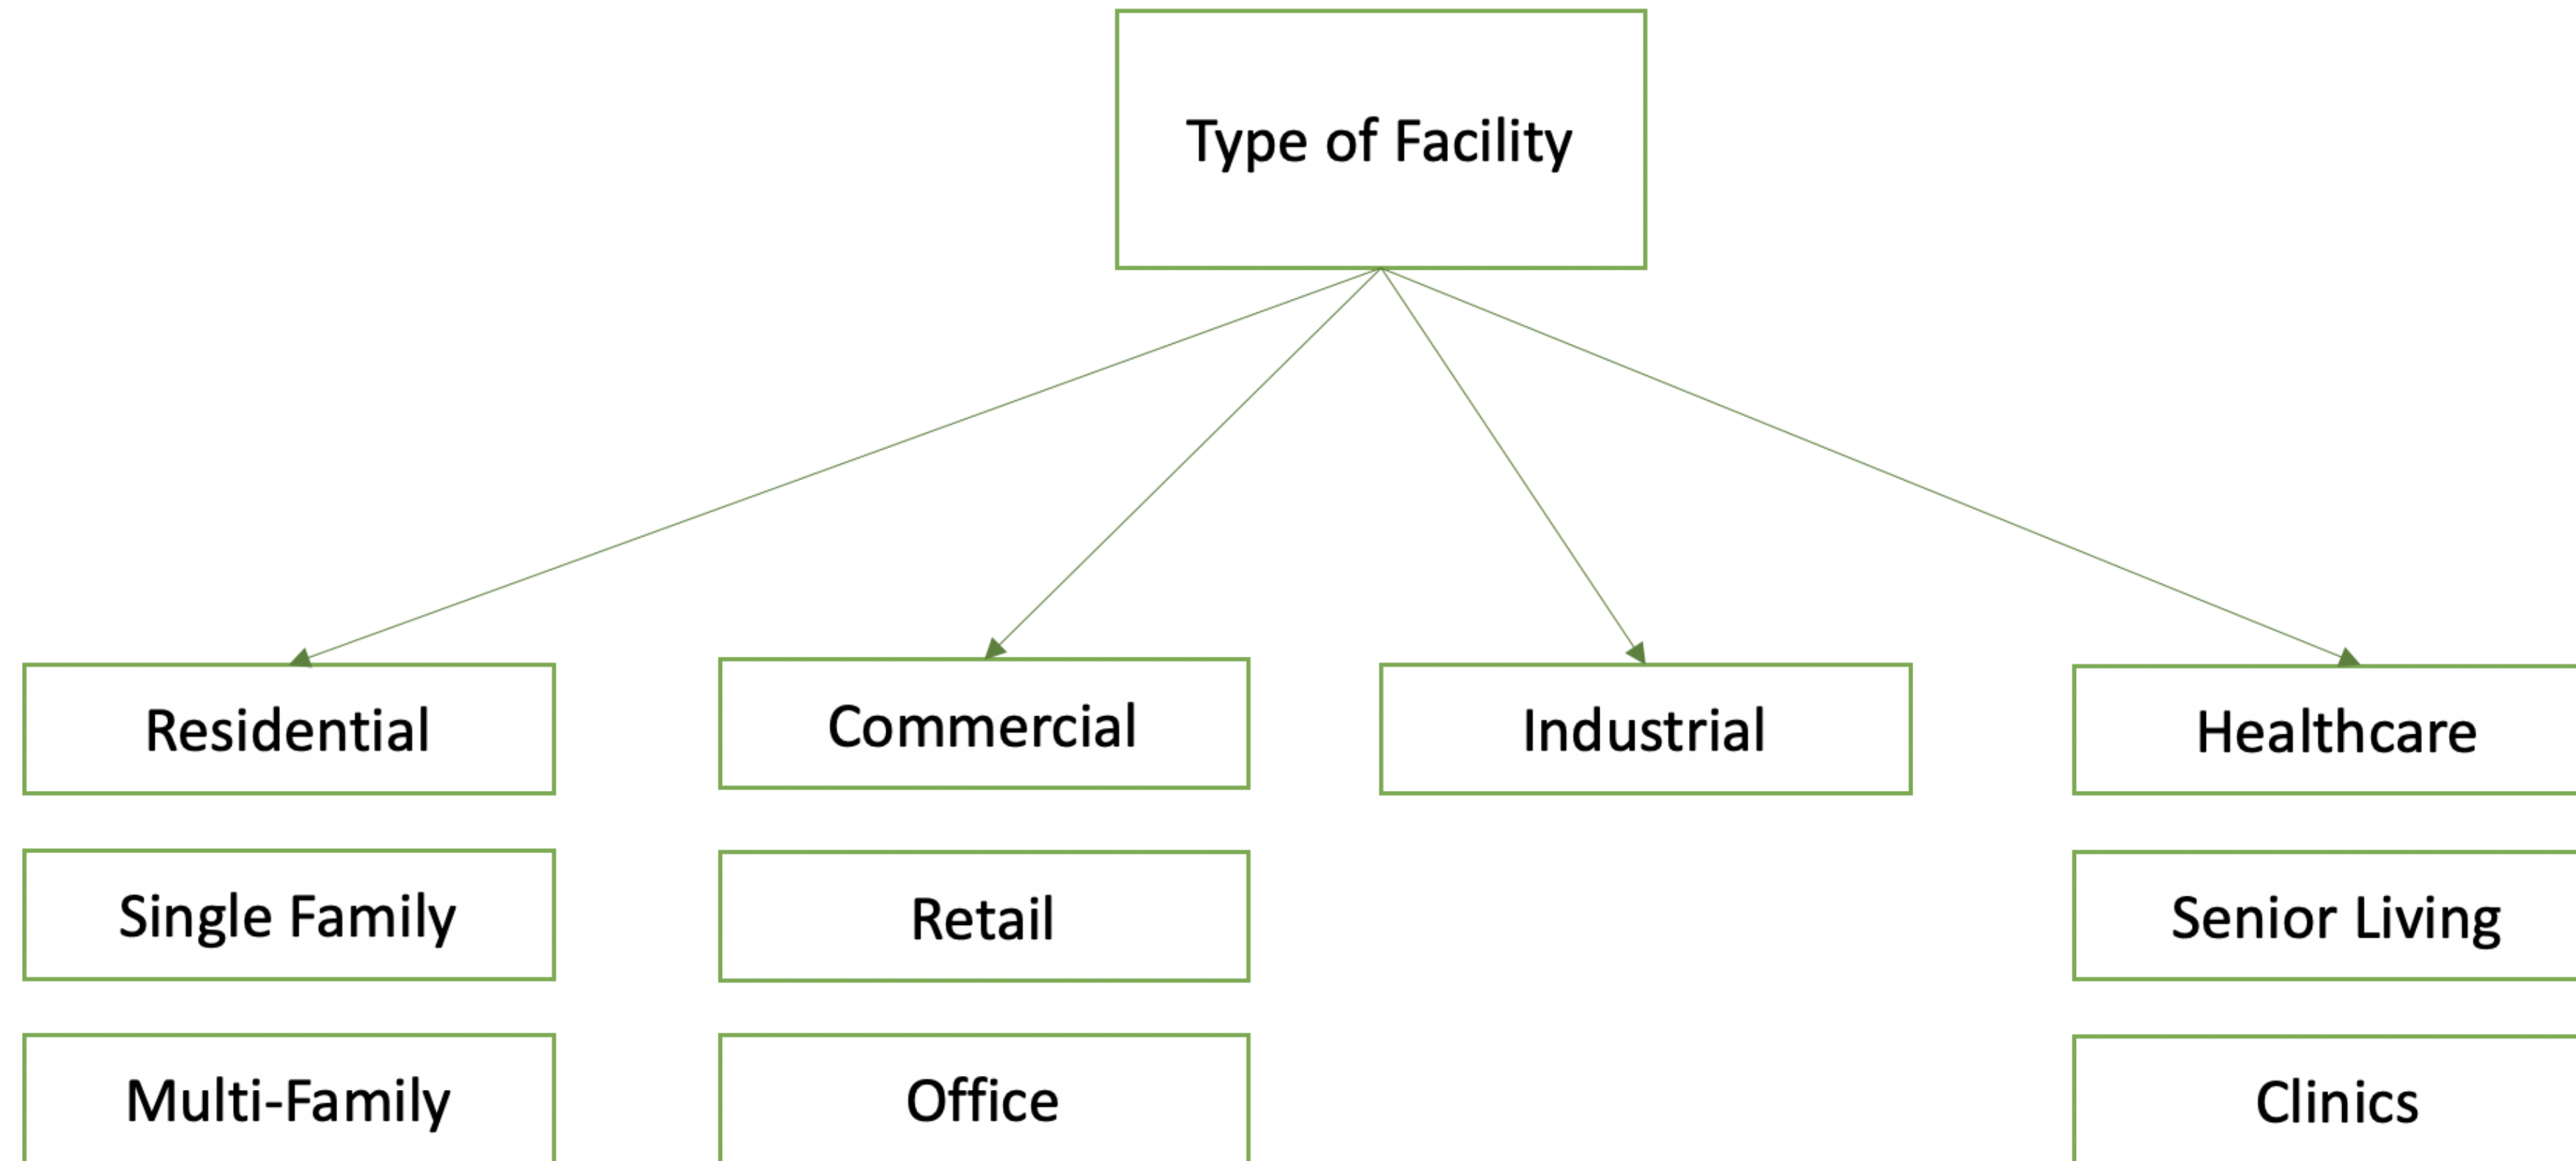 Type of Facility
Residential
Commercial
Industrial
Healthcare
Single Family
Retail
Senior Living
Multi-Family
Office
Clinics